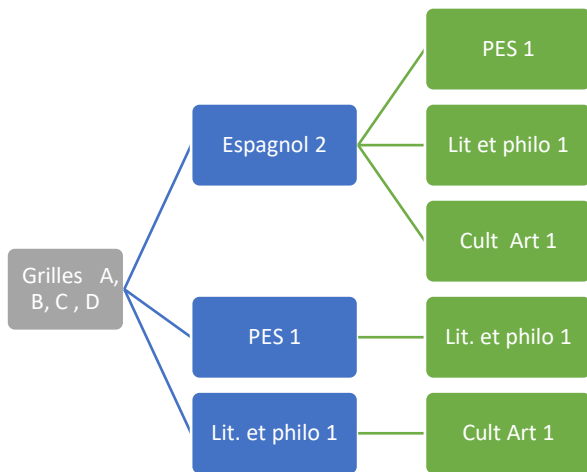 PES 1
Espagnol 2
Lit et philo 1
Cult Art 1
Grilles A,
B, C , D
PES 1
Lit. et philo 1
Lit. et philo 1
Cult Art 1